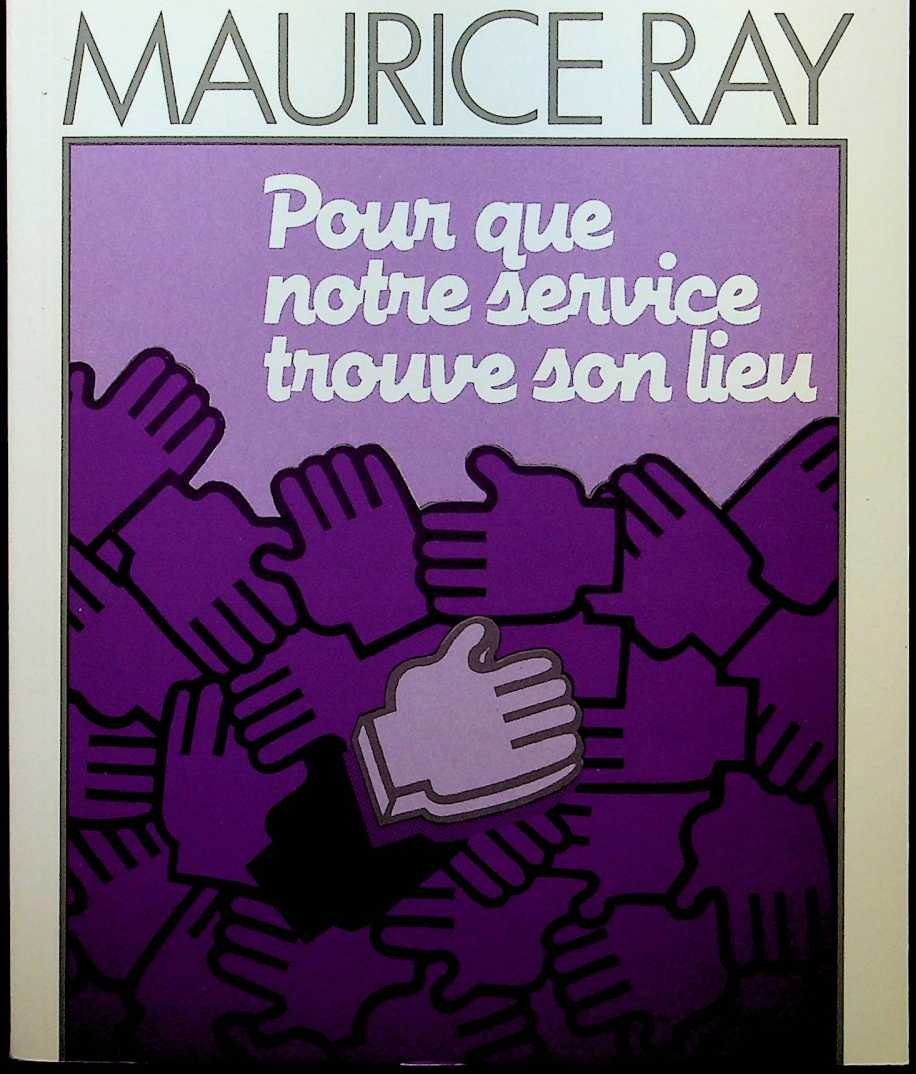 MAURICE RAY
Pour que
notre service
trouve son lieu